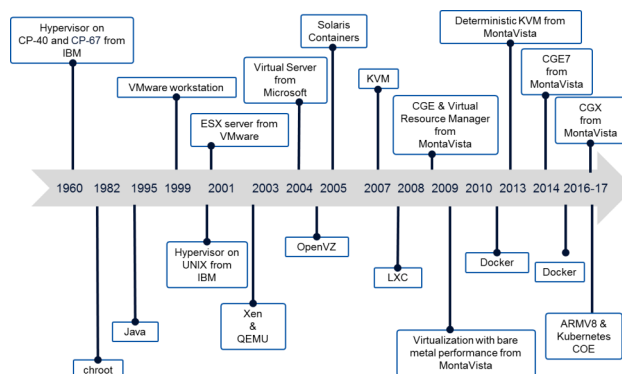 Hypervisor on
CP-40 and CP-67 from
IBM
VMware workstation
ESX server from
VMware
Virtual Server
from
Microsoft
Solaris
Containers
KVM
CGE & Virtual
Resource Manager
from
MontaVista
Deterministic KVM from
MontaVista
CGE7
from
MontaVista
CGX
from
MontaVista
1960 1982 1995 1999 2001 2003 2004 2005 2007 2008 2009 2010 2013 2014 2016-17
chroot
Java
Hypervisor on
UNIX from
IBM
Xen
&
QEMU
OpenVZ
LXC
Virtualization with bare
metal performance from
MontaVista
Docker
Docker
ARMV8 &
Kubernetes
COE